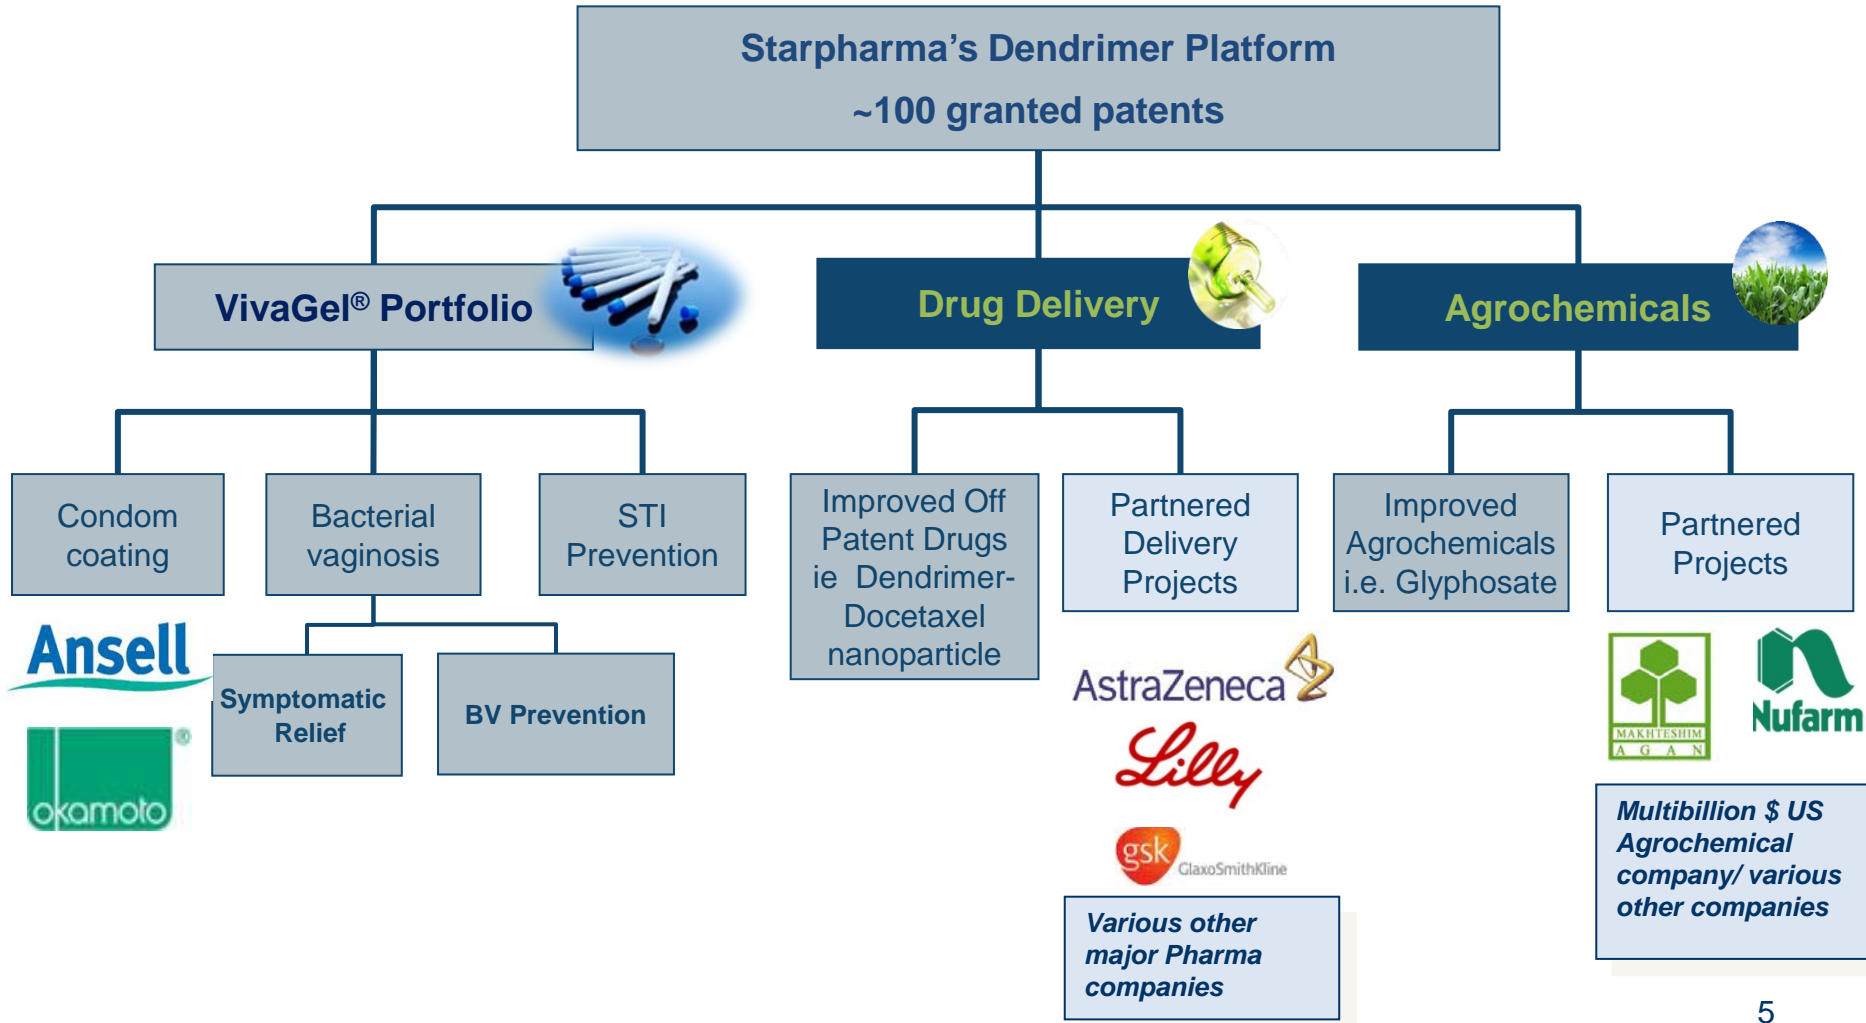 Starpharma’s Dendrimer Platform
~100 granted patents
VivaGel® Portfolio
Drug Delivery
Agrochemicals
Condom
coating
Bacterial
vaginosis
STI
Prevention
Improved Off
Patent Drugs
ie Dendrimer-
Docetaxel
nanoparticle
Partnered
Delivery
Projects
Improved
Agrochemicals
i.e. Glyphosate
Partnered
Projects
Ansell
okamoto
®
Symptomatic
Relief
BV Prevention
AstraZeneca
Lilly
gsk
GlaxoSmithKline
Various other
major Pharma
companies
MAKHTESHIM
AGAN
Nufarm
Multibillion $ US
Agrochemical
company/ various
other companies
5